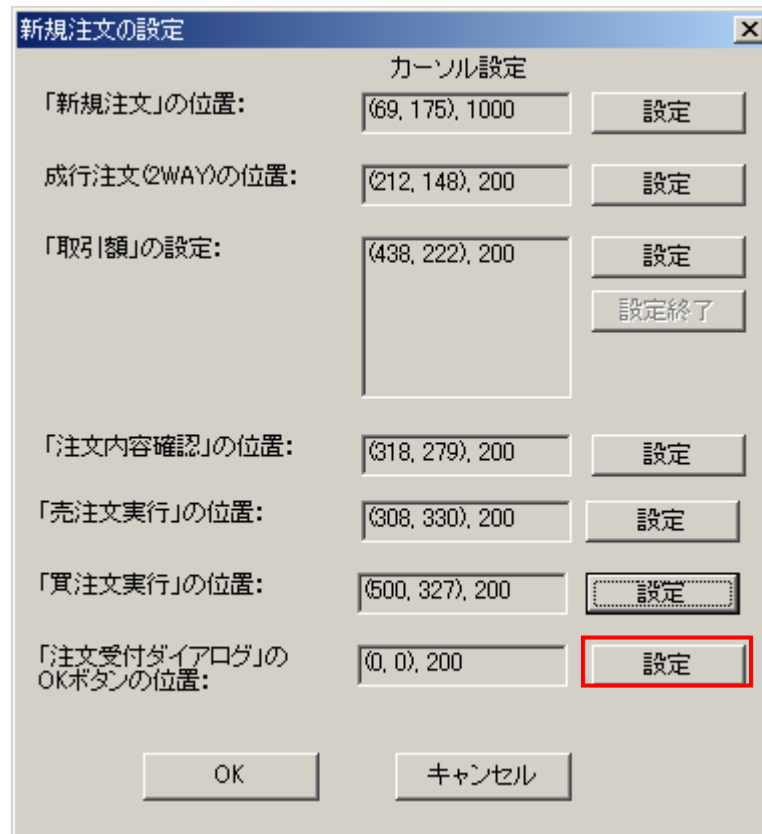 新規注文の設定
カーソル設定
「新規注文」の位置: (69, 175), 1000 設定
成行注文(2WAY)の位置: (212, 148), 200 設定
「取引額」の設定: (438, 222), 200 設定
設定終了
「注文内容確認」の位置: (318, 279), 200 設定
「売注文実行」の位置: (308, 330), 200 設定
「買注文実行」の位置: (500, 327), 200 設定
「注文受付ダイアログ」の
OKボタンの位置: (0, 0), 200 設定
OK キャンセル